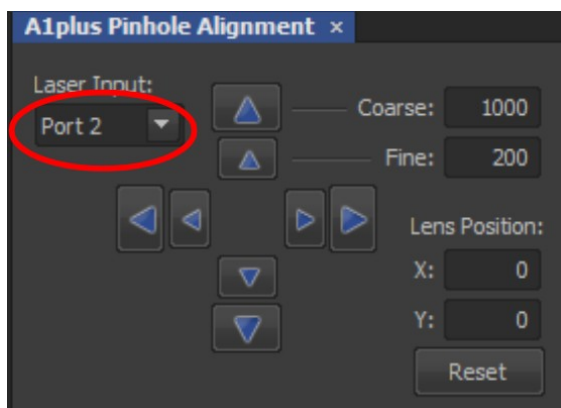 A1plus Pinhole Alignment ×
Laser Input:
Port 2
Coarse: 1000
Fine: 200
Lens Position:
X: 0
Y: 0
Reset